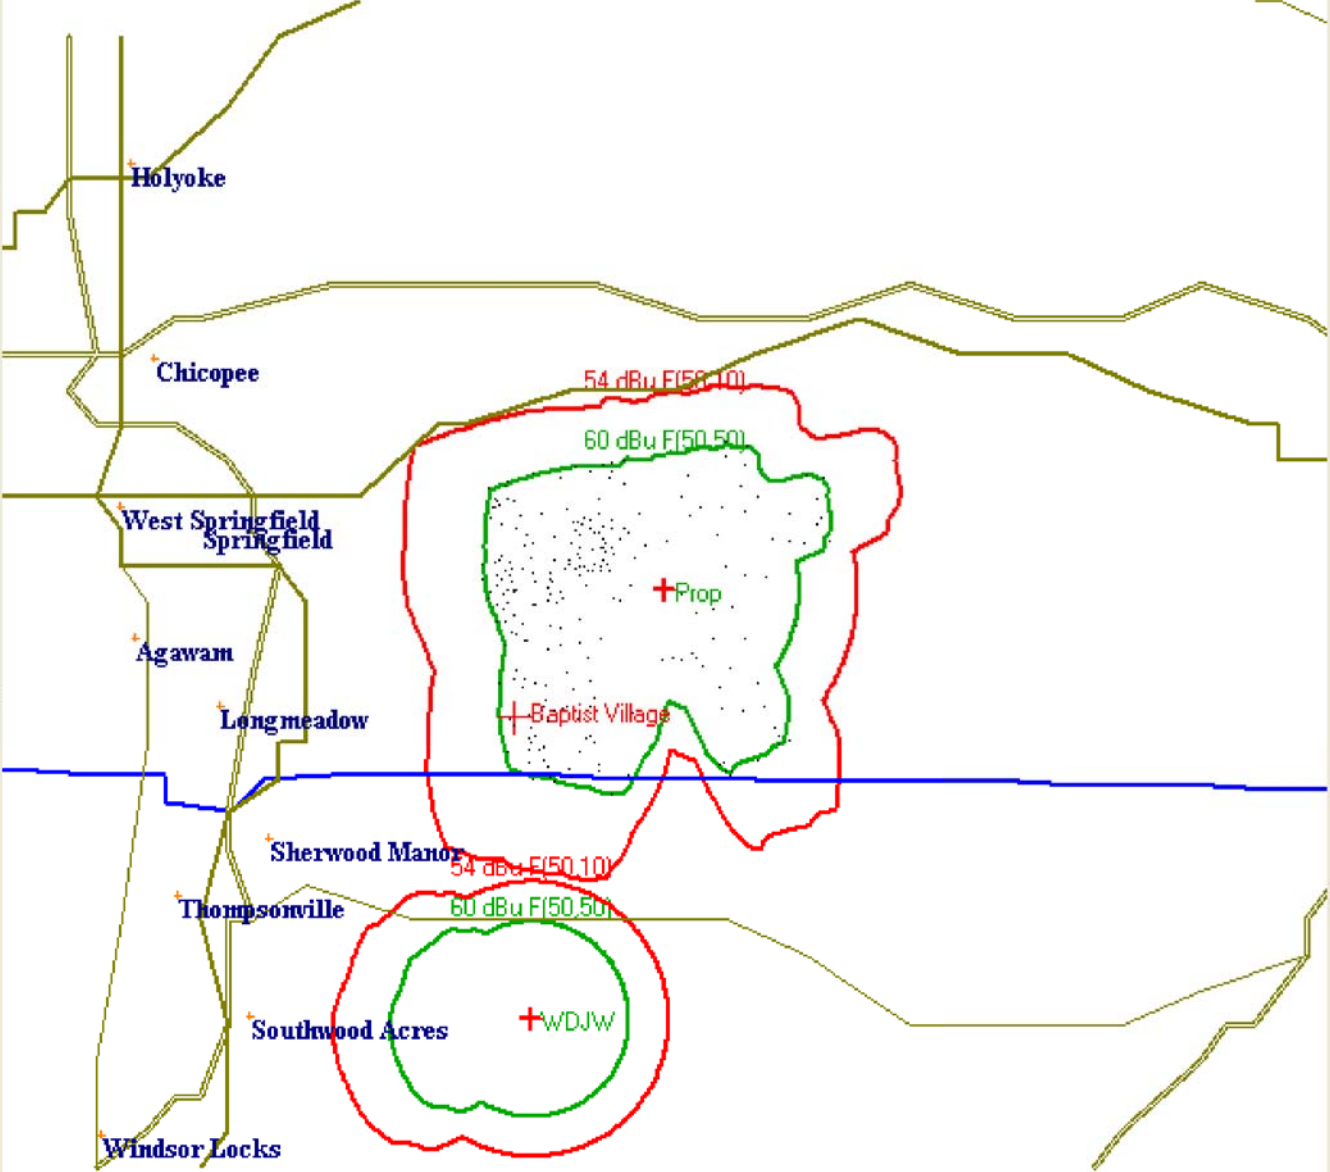 Holyoke
Chicopee
54 dBu F(50,10)
60 dBu F(50,50)
West Springfield
Springfield
Prop
Agawam
Baptist Village
Longmeadow
Sherwood Manor
54 dBu F(50,10)
60 dBu F(50,50)
Thompsonville
WDJW
Southwood Acres
Windsor Locks